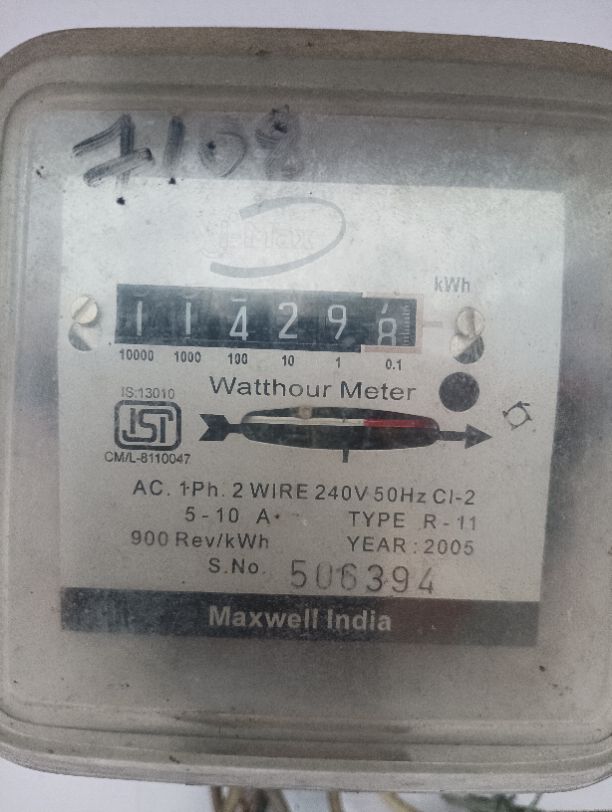 7108
kWh
1 1 4 2 9 8
10000 1000 100 10 1 0.1
Watthour Meter
IS:13010
ISI
CM/L-8110047
AC. 1Ph. 2 WIRE 240V 50Hz Cl-2
5-10 A. TYPE R-11
900 Rev/kWh YEAR : 2005
S.No. 506394
Maxwell India